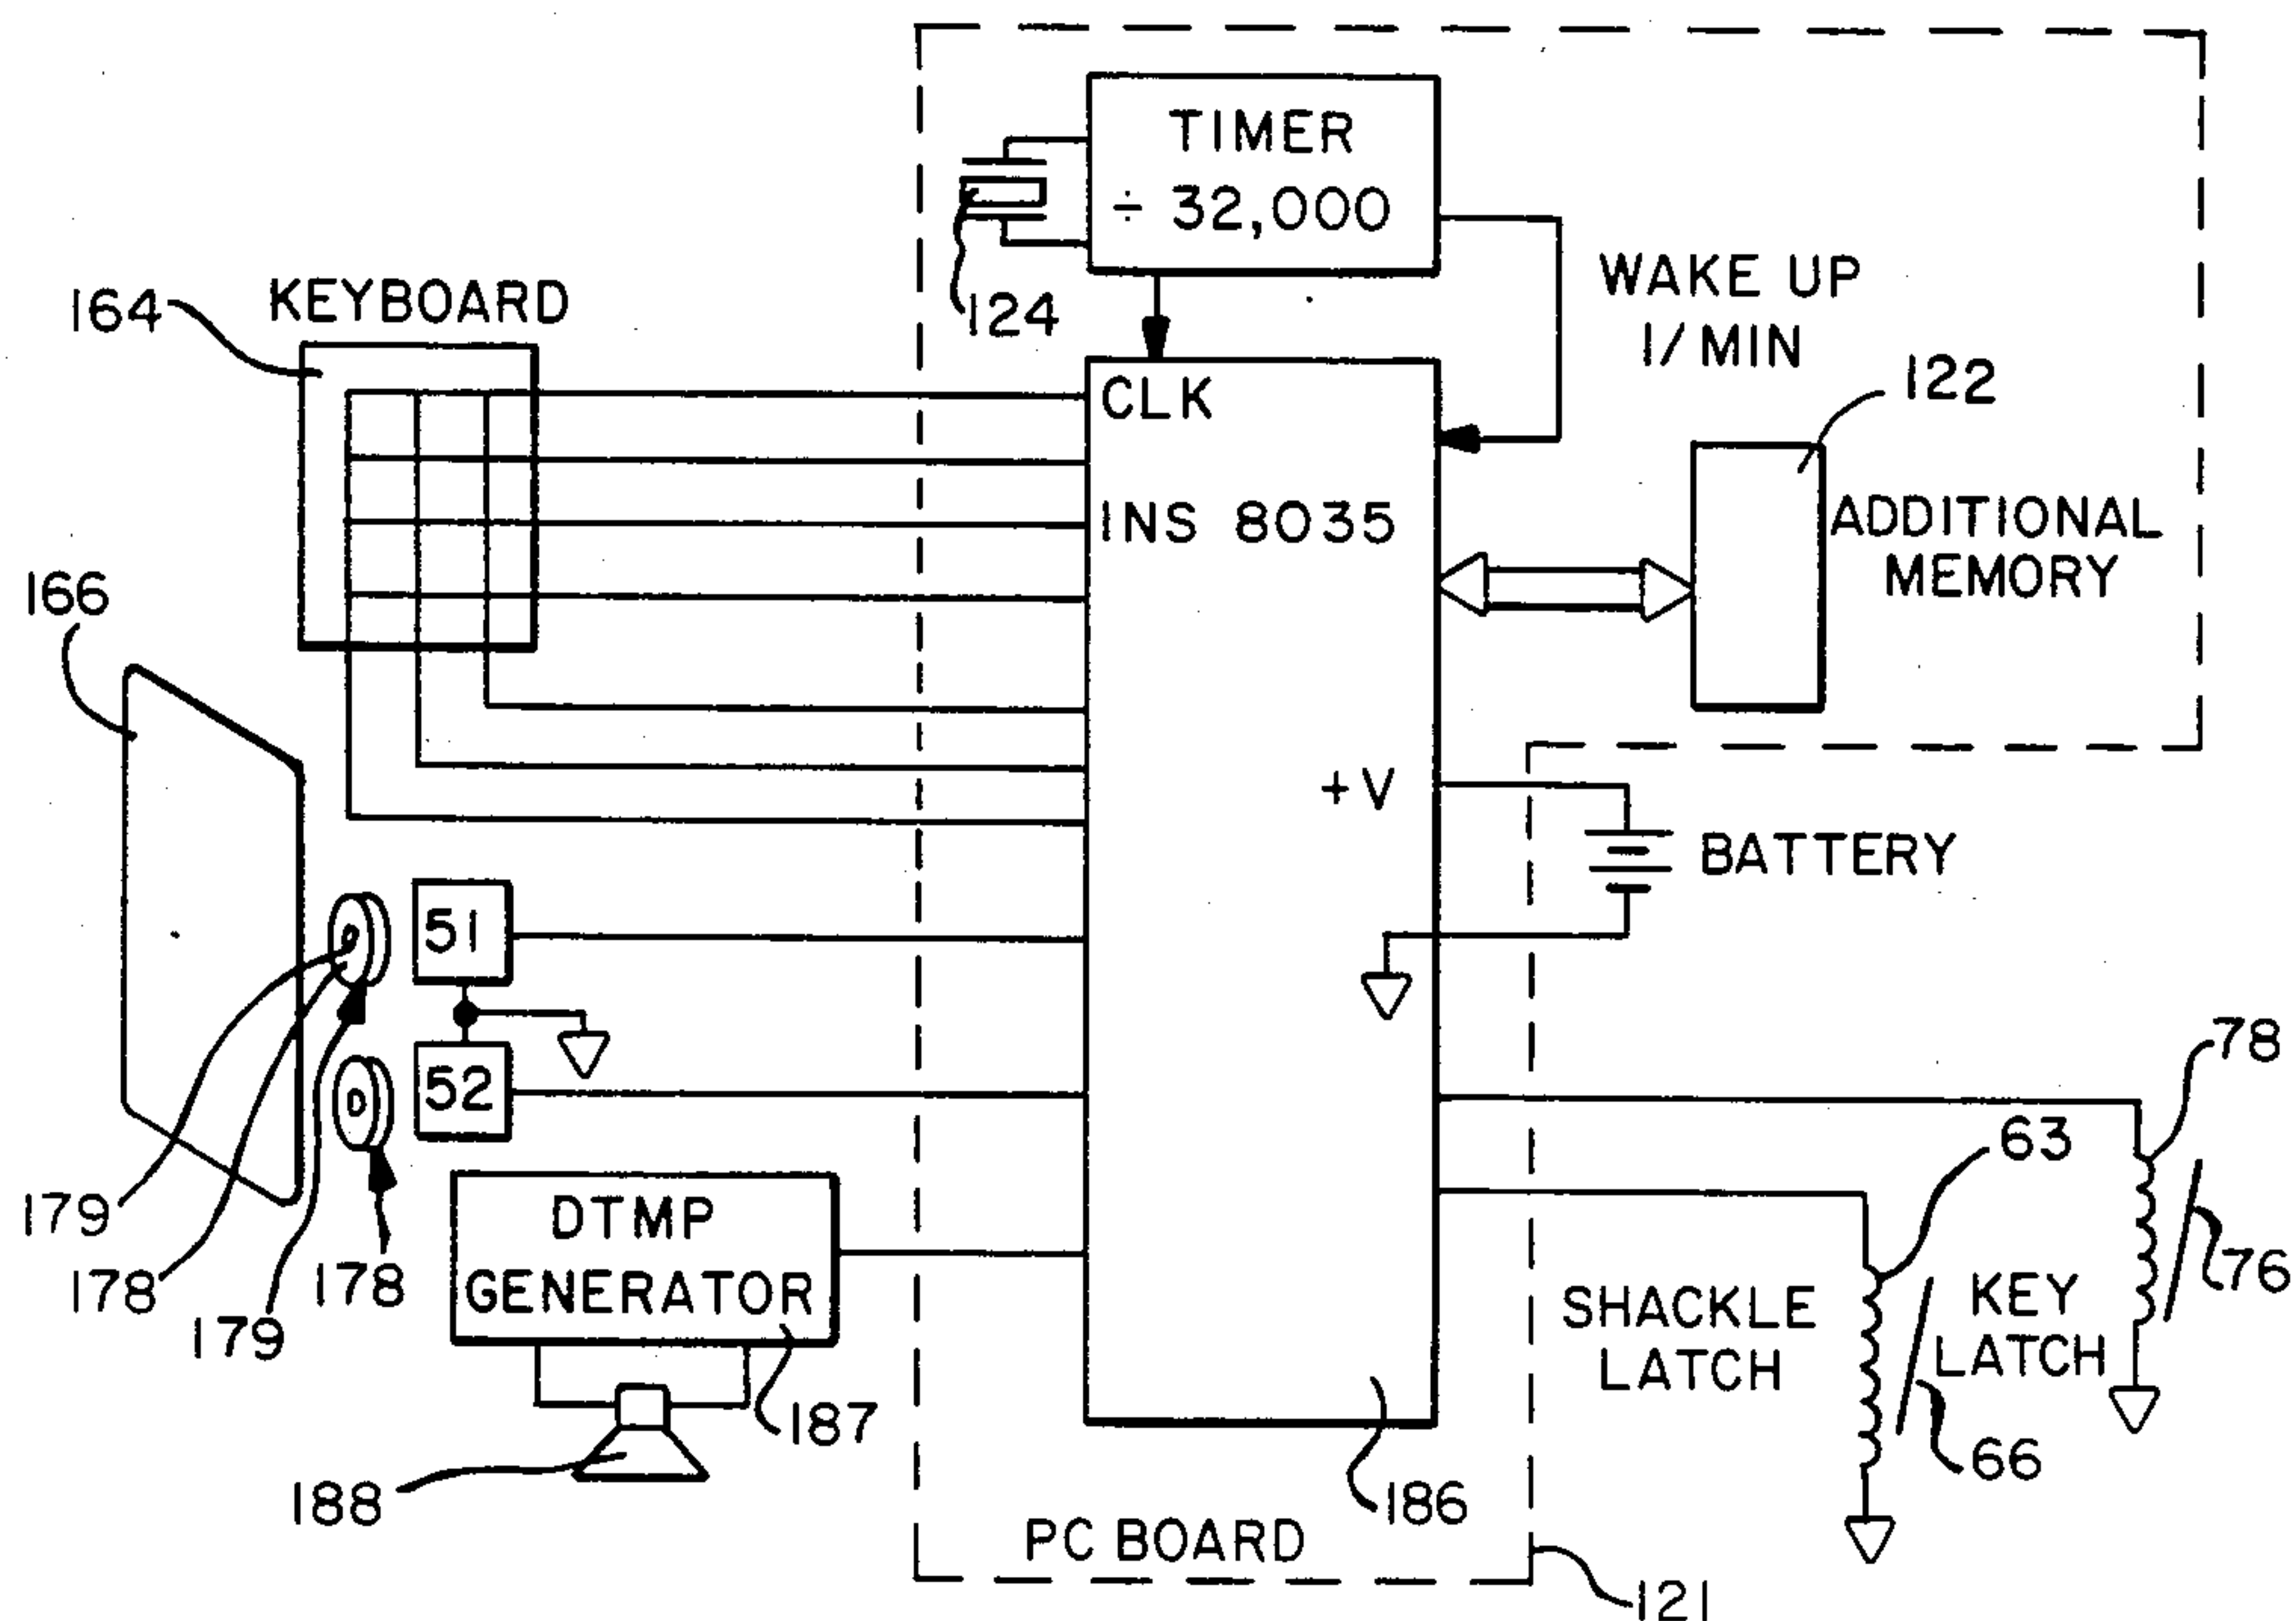 TIMER
÷ 32,000
124
WAKE UP
1/MIN
KEYBOARD
164
122
CLK
INS 8035
ADDITIONAL
MEMORY
166
+V
BATTERY
51
52
78
63
76
179
178
179
178
DTMP
GENERATOR
SHACKLE
LATCH
KEY
LATCH
187
188
66
186
PC BOARD
121